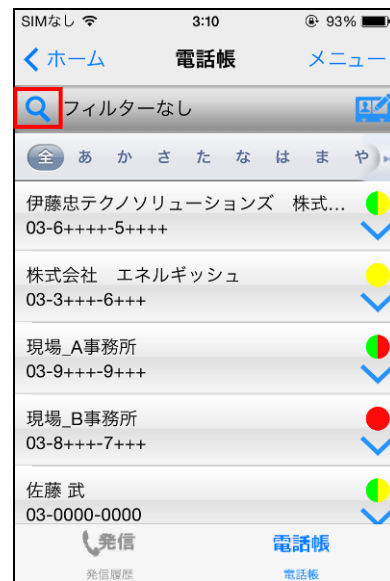 SIMなし 3:10 93%
ホーム 電話帳 メニュー
フィルターなし
全 あ か さ た な は ま や
伊藤忠テクノソリューションズ 株式...
03-6++++-5++++
株式会社 エネルギッシュ
03-3+++-6+++
現場_A事務所
03-9+++-9+++
現場_B事務所
03-8+++-7+++
佐藤 武
03-0000-0000
発信 電話帳
発信履歴 電話帳